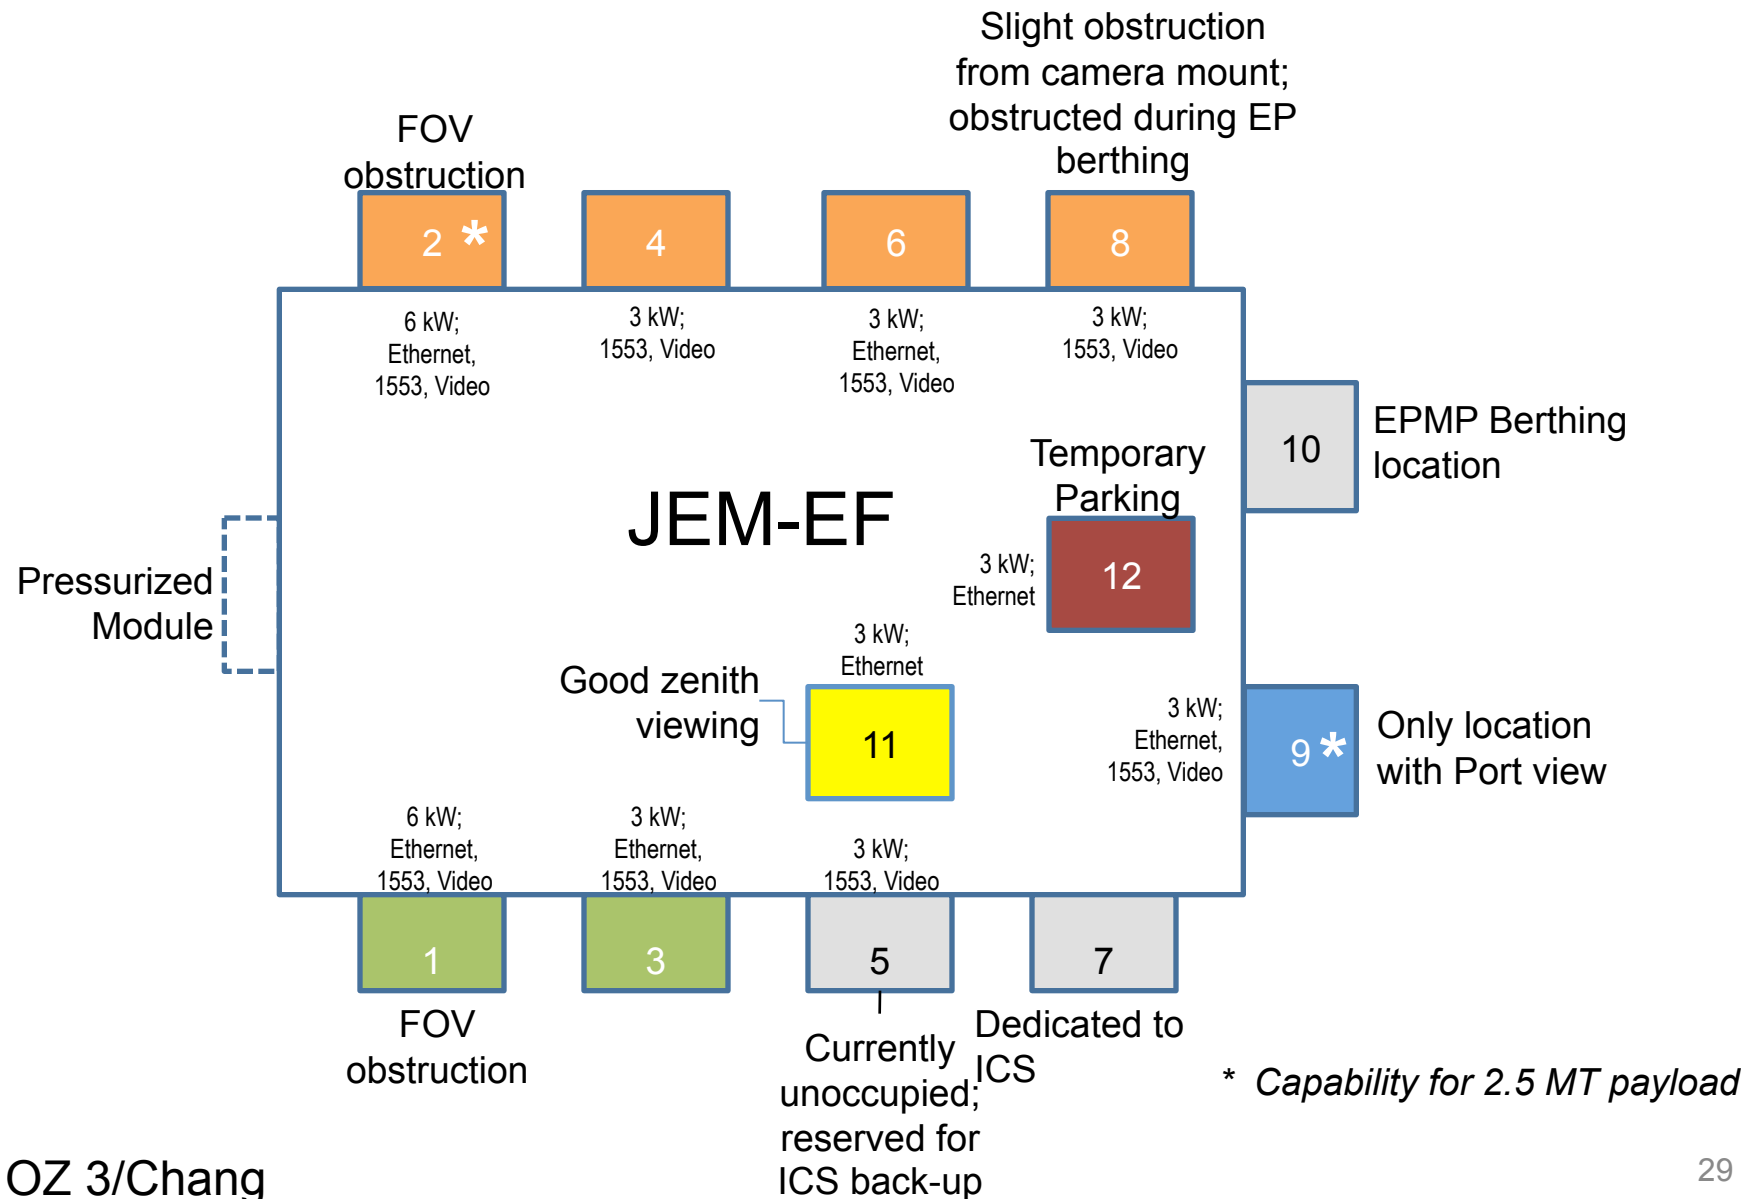 Slight obstruction
from camera mount;
obstructed during EP
berthing
FOV
obstruction
2 *
4
6
8
6 kW;
Ethernet,
1553, Video
3 kW;
1553, Video
3 kW;
Ethernet,
1553, Video
3 kW;
1553, Video
10
EPMP Berthing
location
Temporary
Parking
JEM-EF
3 kW;
Ethernet
12
Pressurized
Module
3 kW;
Ethernet
Good zenith
viewing
11
3 kW;
Ethernet,
1553, Video
9 *
Only location
with Port view
6 kW;
Ethernet,
1553, Video
3 kW;
Ethernet,
1553, Video
3 kW;
1553, Video
1
3
5
7
FOV
obstruction
Currently
unoccupied;
reserved for
ICS back-up
Dedicated to
ICS
* Capability for 2.5 MT payload
OZ 3/Chang
29